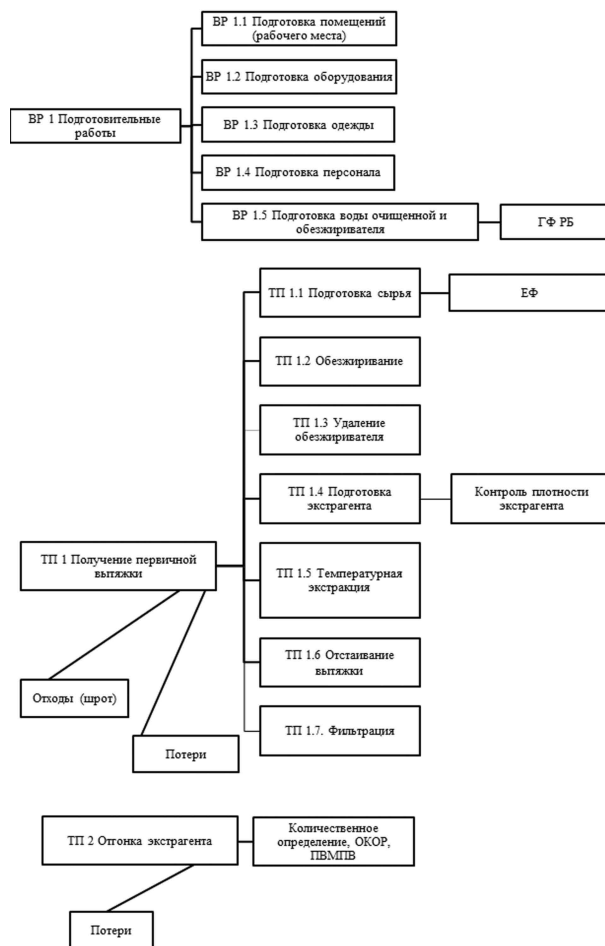 ВР 1.1 Подготовка помещений
(рабочего места)
ВР 1.2 Подготовка оборудования
ВР 1 Подготовительные
работы
ВР 1.3 Подготовка одежды
ВР 1.4 Подготовка персонала
ВР 1.5 Подготовка воды очищенной и
обезжиривателя
ГФ РБ
ТП 1.1 Подготовка сырья
ЕФ
ТП 1.2 Обезжиривание
ТП 1.3 Удаление
обезжиривателя
ТП 1.4 Подготовка
экстрагента
Контроль плотности
экстрагента
ТП 1 Получение первичной
вытяжки
ТП 1.5 Температурная
экстракция
ТП 1.6 Отстаивание
вытяжки
Отходы (шрот)
ТП 1.7. Фильтрация
Потери
ТП 2 Отгонка экстрагента
Количественное
определение, ОКОР,
ПВМПВ
Потери